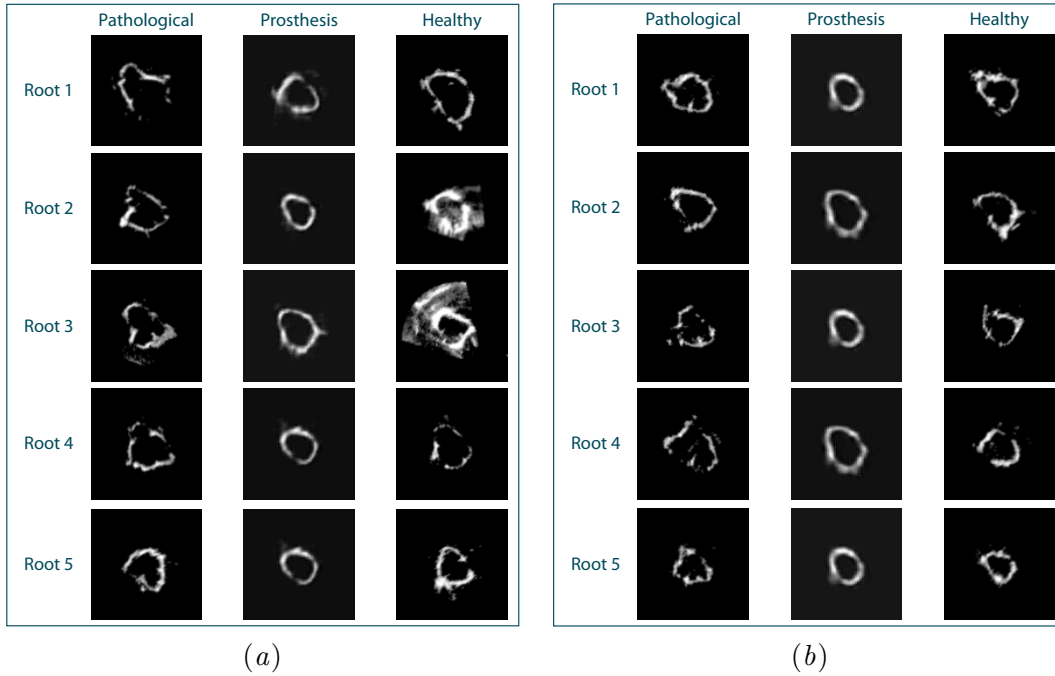 Pathological Prosthesis Healthy
Root 1
Root 2
Root 3
Root 4
Root 5
(a)
Pathological Prosthesis Healthy
Root 1
Root 2
Root 3
Root 4
Root 5
(b)